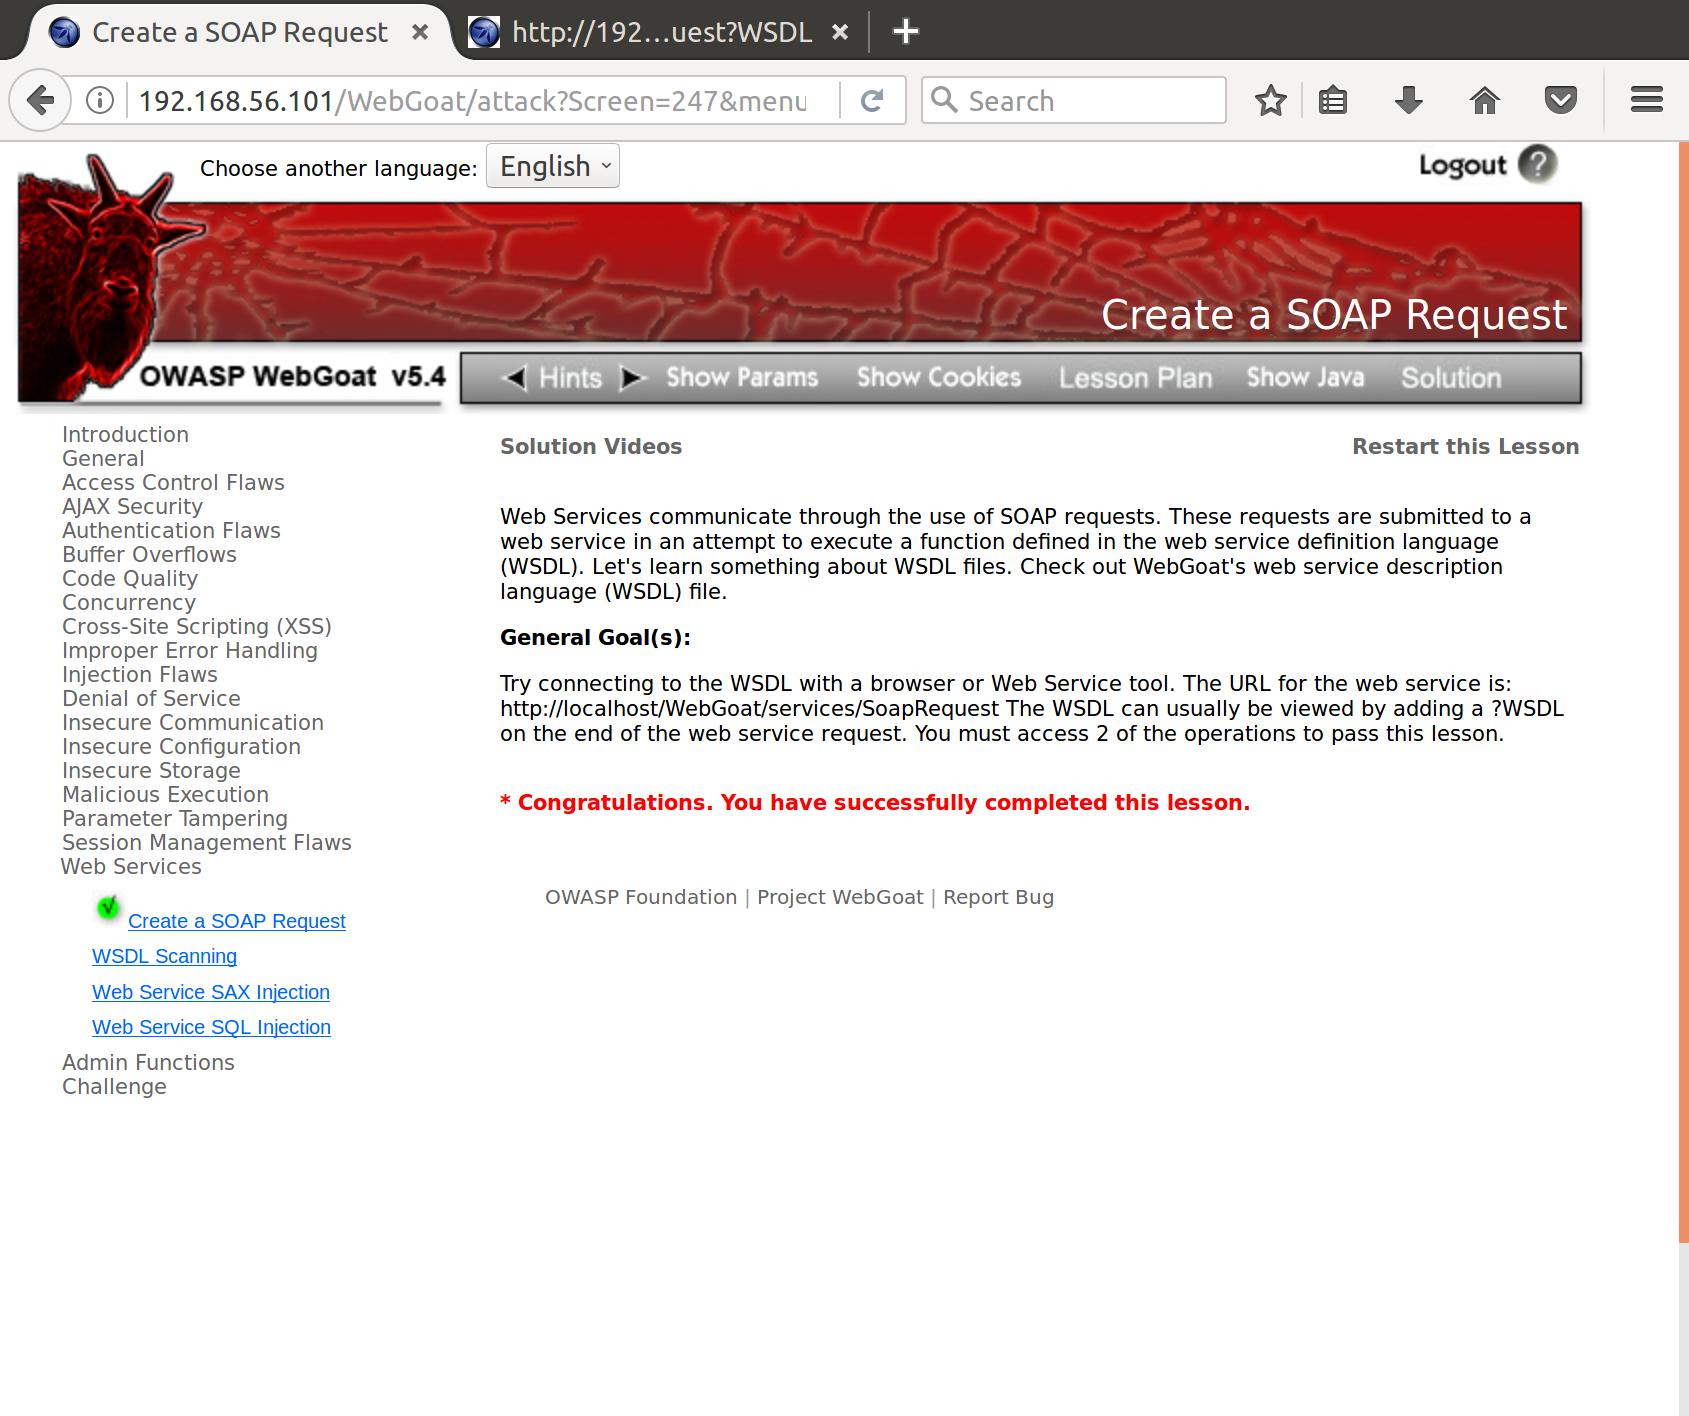 Create a SOAP Request
http://192...uest?WSDL
192.168.56.101/WebGoat/attack?Screen=247&menu
Search
Choose another language: English
Logout ?
Create a SOAP Request
OWASP WebGoat v5.4
Hints Show Params Show Cookies Lesson Plan Show Java Solution
Introduction
General
Access Control Flaws
AJAX Security
Authentication Flaws
Buffer Overflows
Code Quality
Concurrency
Cross-Site Scripting (XSS)
Improper Error Handling
Injection Flaws
Denial of Service
Insecure Communication
Insecure Configuration
Insecure Storage
Malicious Execution
Parameter Tampering
Session Management Flaws
Web Services
Create a SOAP Request
WSDL Scanning
Web Service SAX Injection
Web Service SQL Injection
Admin Functions
Challenge
Solution Videos
Restart this Lesson
Web Services communicate through the use of SOAP requests. These requests are submitted to a
web service in an attempt to execute a function defined in the web service definition language
(WSDL). Let's learn something about WSDL files. Check out WebGoat's web service description
language (WSDL) file.
General Goal(s):
Try connecting to the WSDL with a browser or Web Service tool. The URL for the web service is:
http://localhost/WebGoat/services/SoapRequest The WSDL can usually be viewed by adding a ?WSDL
on the end of the web service request. You must access 2 of the operations to pass this lesson.
* Congratulations. You have successfully completed this lesson.
OWASP Foundation | Project WebGoat | Report Bug